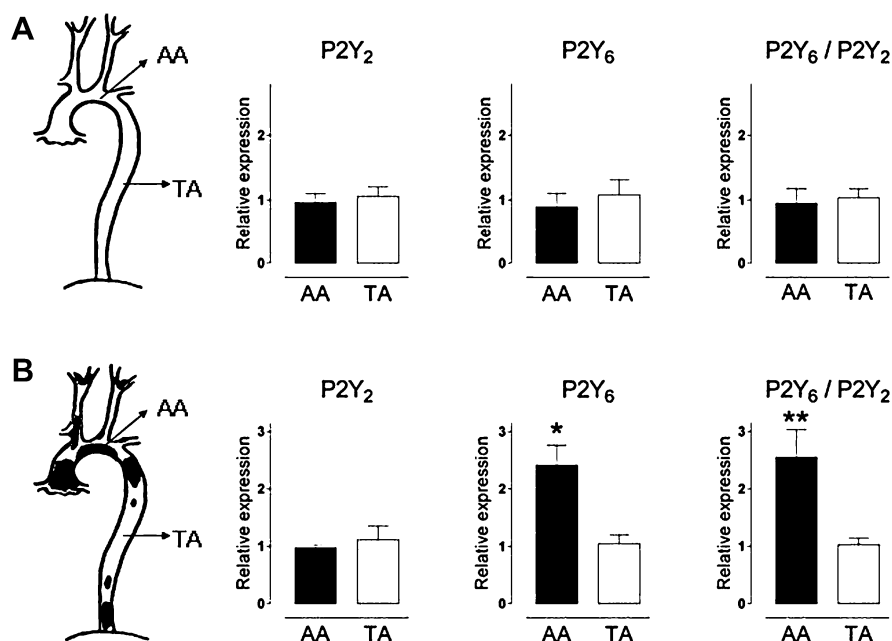 A
AA
TA
P2Y₂
Relative expression
2
1
0
AA TA
P2Y₆
Relative expression
2
1
0
AA TA
P2Y₆ / P2Y₂
Relative expression
2
1
0
AA TA
B
AA
TA
P2Y₂
Relative expression
3
2
1
0
AA TA
P2Y₆
*
Relative expression
3
2
1
0
AA TA
P2Y₆ / P2Y₂
**
Relative expression
3
2
1
0
AA TA